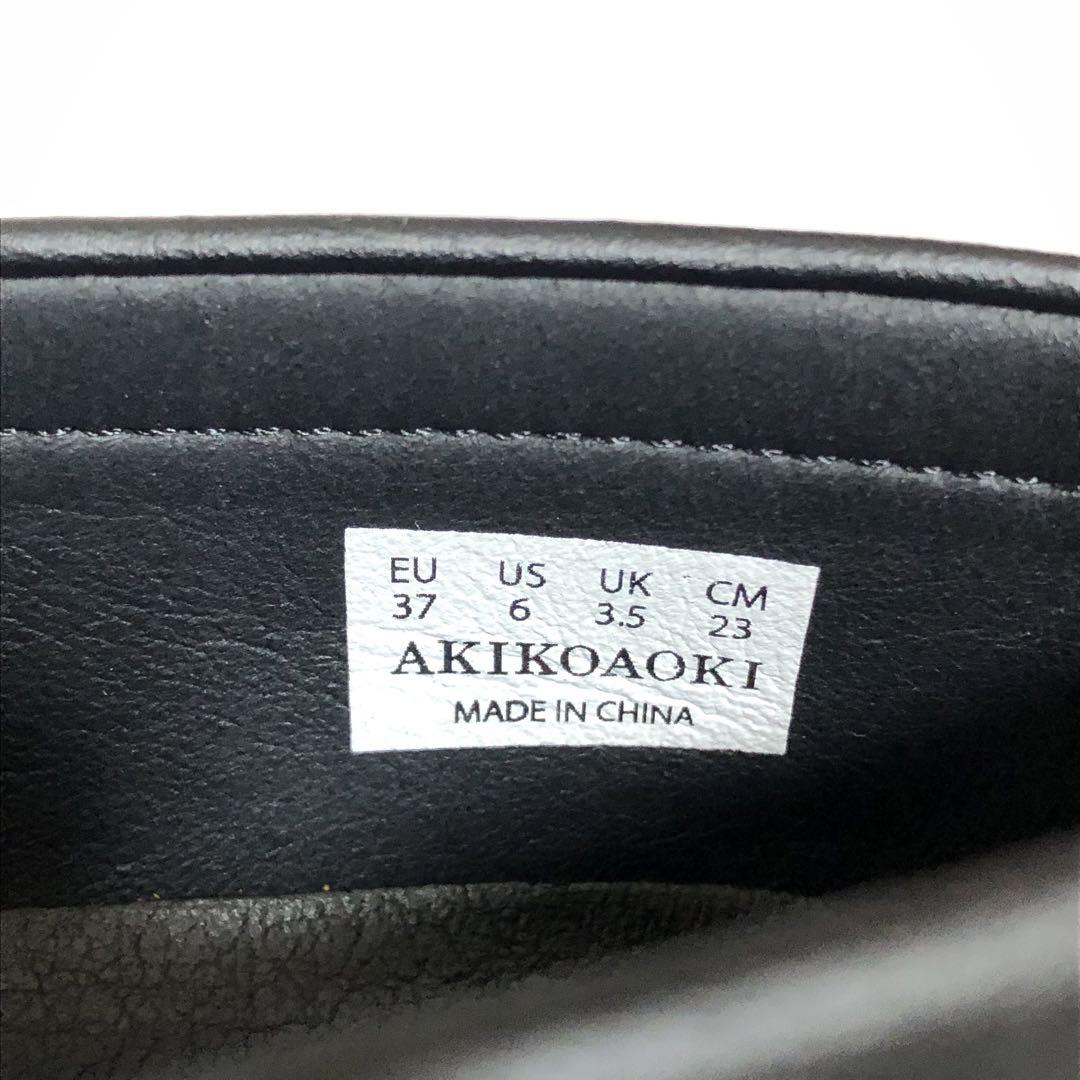 EU US UK CM
37 6 3.5 23
AKIKOAOKI
MADE IN CHINA